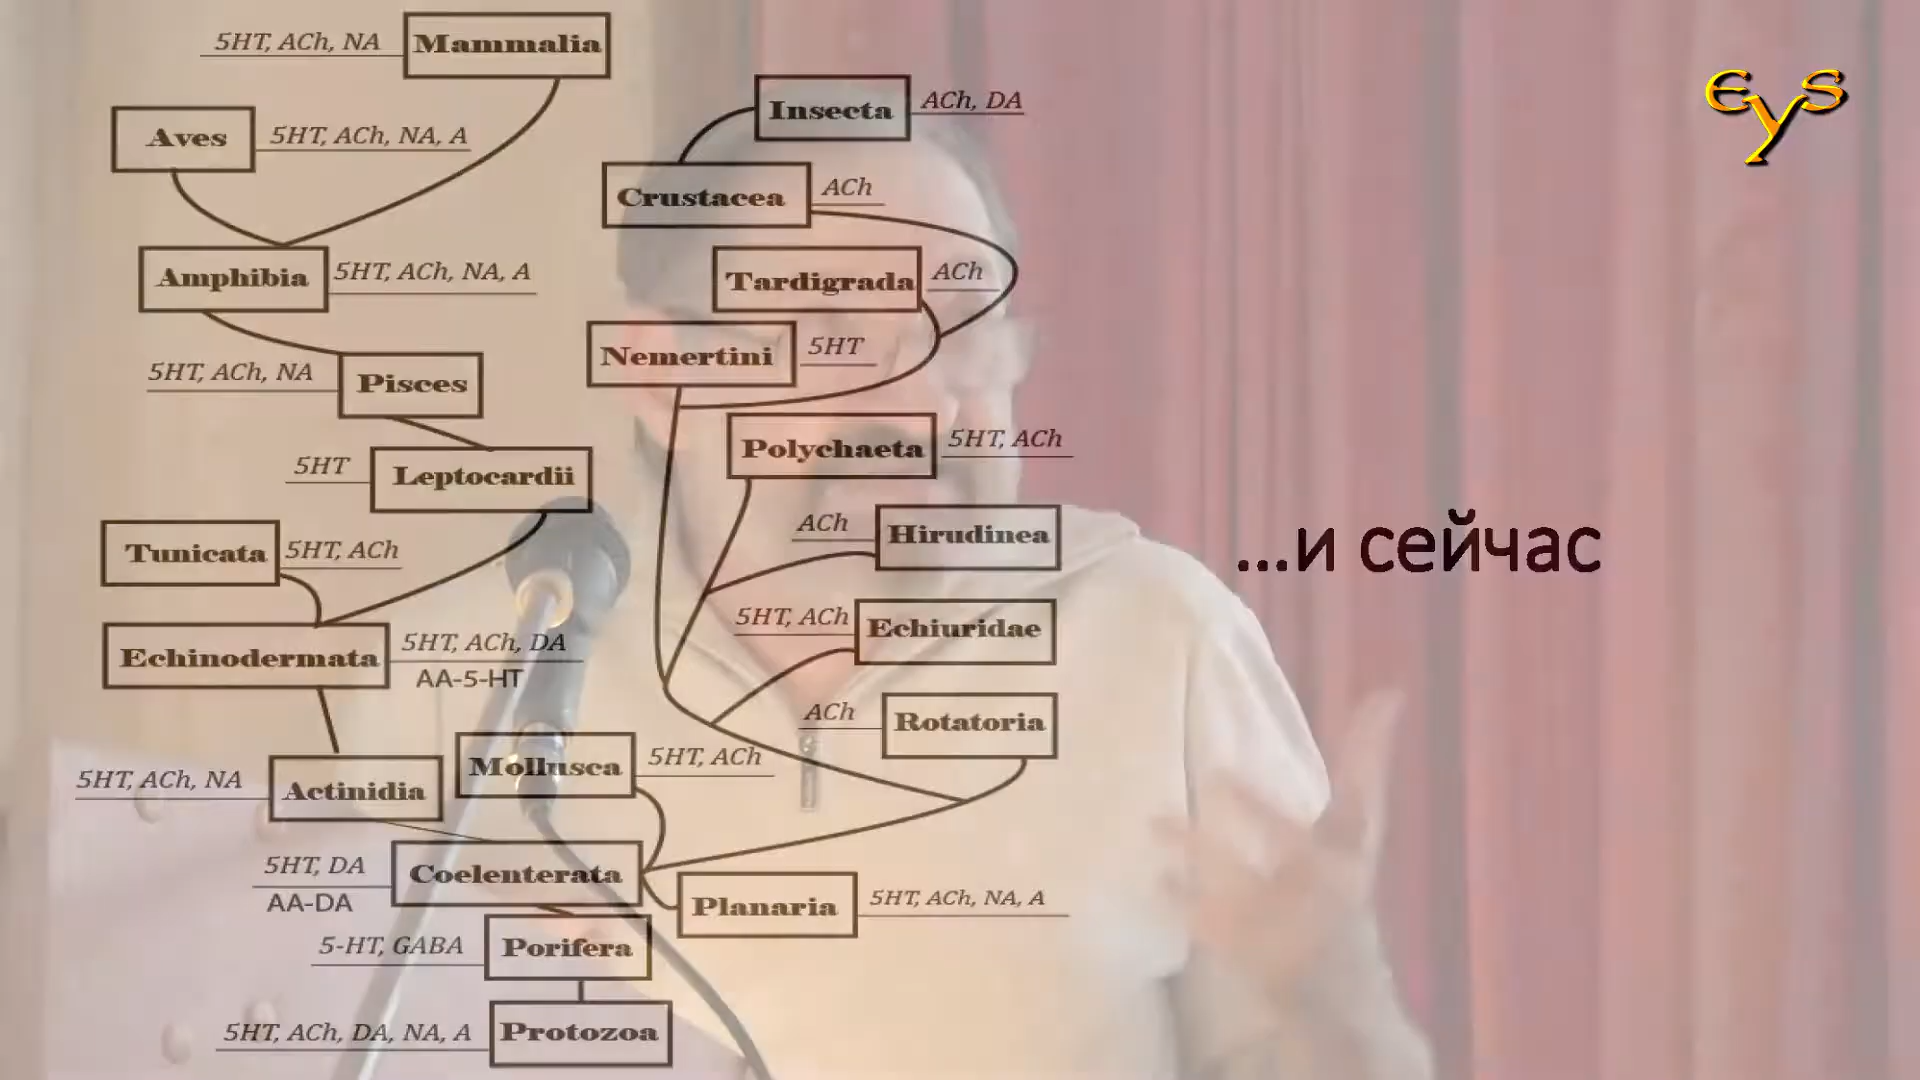 5HT, ACh, NA
Mammalia
Insecta
ACh, DA
Aves
5HT, ACh, NA, A
Crustacea
ACh
Amphibia
5HT, ACh, NA, A
Tardigrada
ACh
Nemertini
5HT
5HT, ACh, NA
Pisces
Polychaeta
5HT, ACh
5HT
Leptocardii
ACh
Hirudinea
Tunicata
5HT, ACh
5HT, ACh
Echiuridae
Echinodermata
5HT, ACh, DA
AA-5-HT
ACh
Rotatoria
5HT, ACh, NA
Actinidia
Mollusca
5HT, ACh
5HT, DA
AA-DA
Coelenterata
Planaria
5HT, ACh, NA, A
5-HT, GABA
Porifera
5HT, ACh, DA, NA, A
Protozoa
...и сейчас
eys